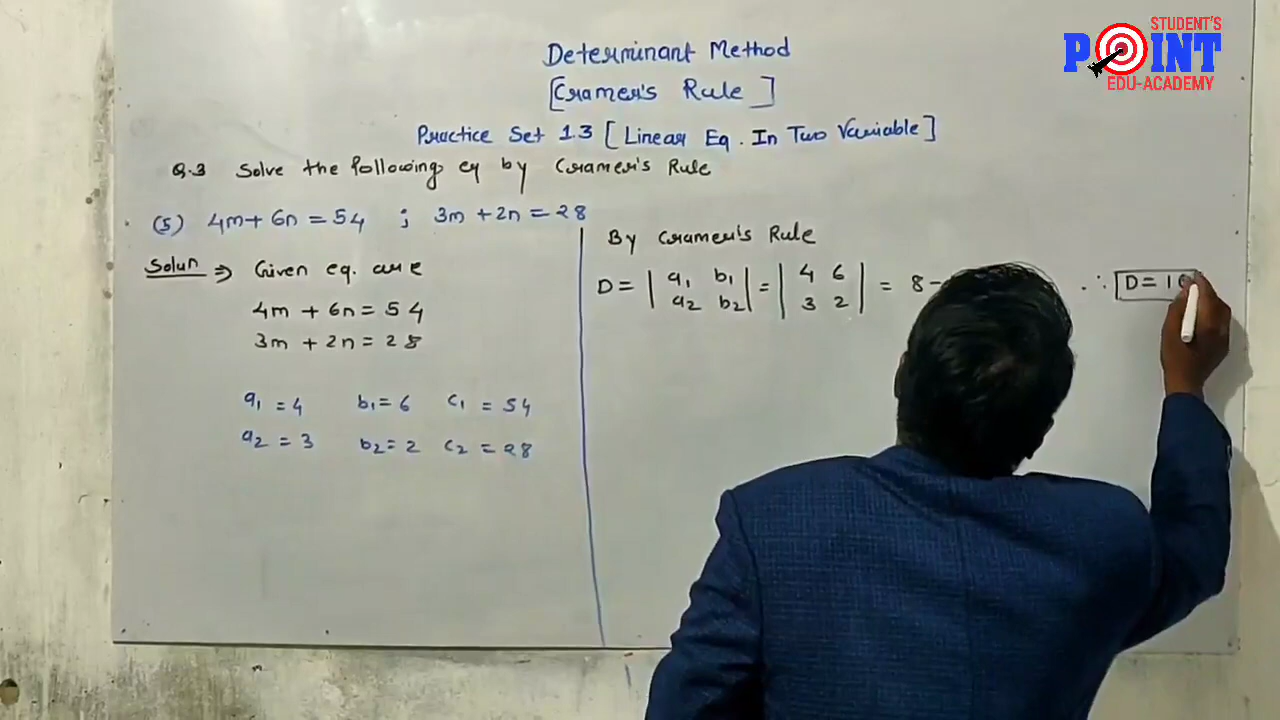 STUDENT'S
POINT
EDU-ACADEMY
Determinant Method
[Cramer's Rule]
Practice Set 1.3 [Linear Eq. In Two Variable]
Q.3 Solve the following eq by Cramer's Rule
(5) 4m+ 6n = 54 ; 3m + 2n = 28
Solun ⇒ Given eq. are
4m + 6n = 54
3m + 2n = 28
a₁ = 4 b₁ = 6 c₁ = 54
a₂ = 3 b₂ = 2 c₂ = 28
By Cramer's Rule
D = | a₁ b₁ | = | 4 6 | = 8 - ∴ D = 1
a₂ b₂ 3 2